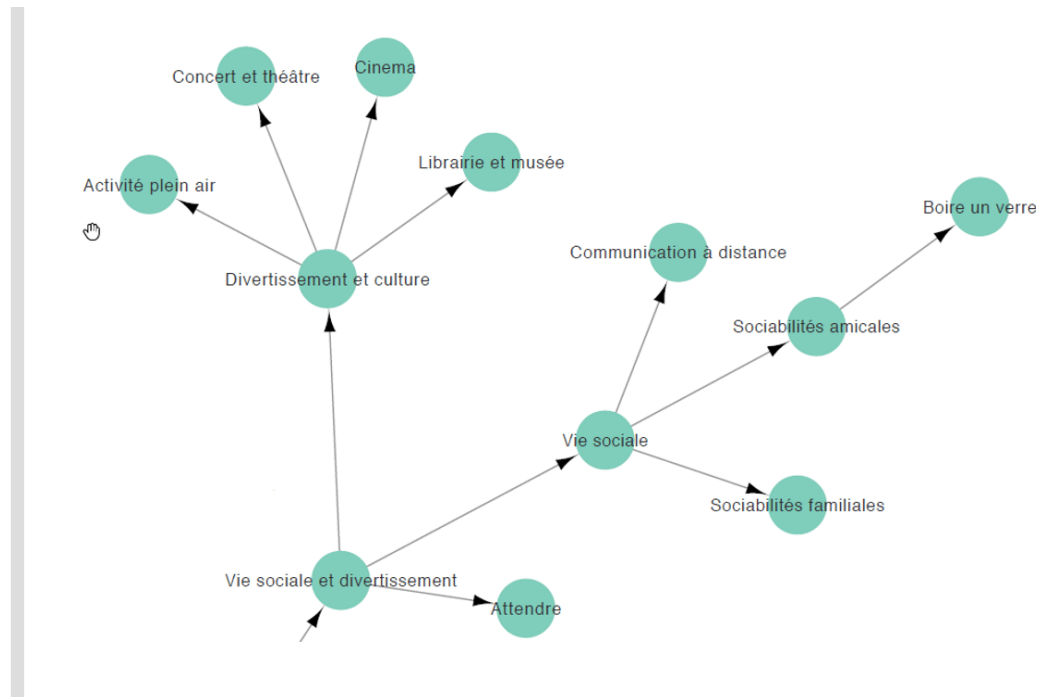 Concert et théâtre
Cinema
Librairie et musée
Activité plein air
Boire un verre
Communication à distance
Divertissement et culture
Sociabilités amicales
Vie sociale
Sociabilités familiales
Vie sociale et divertissement
Attendre